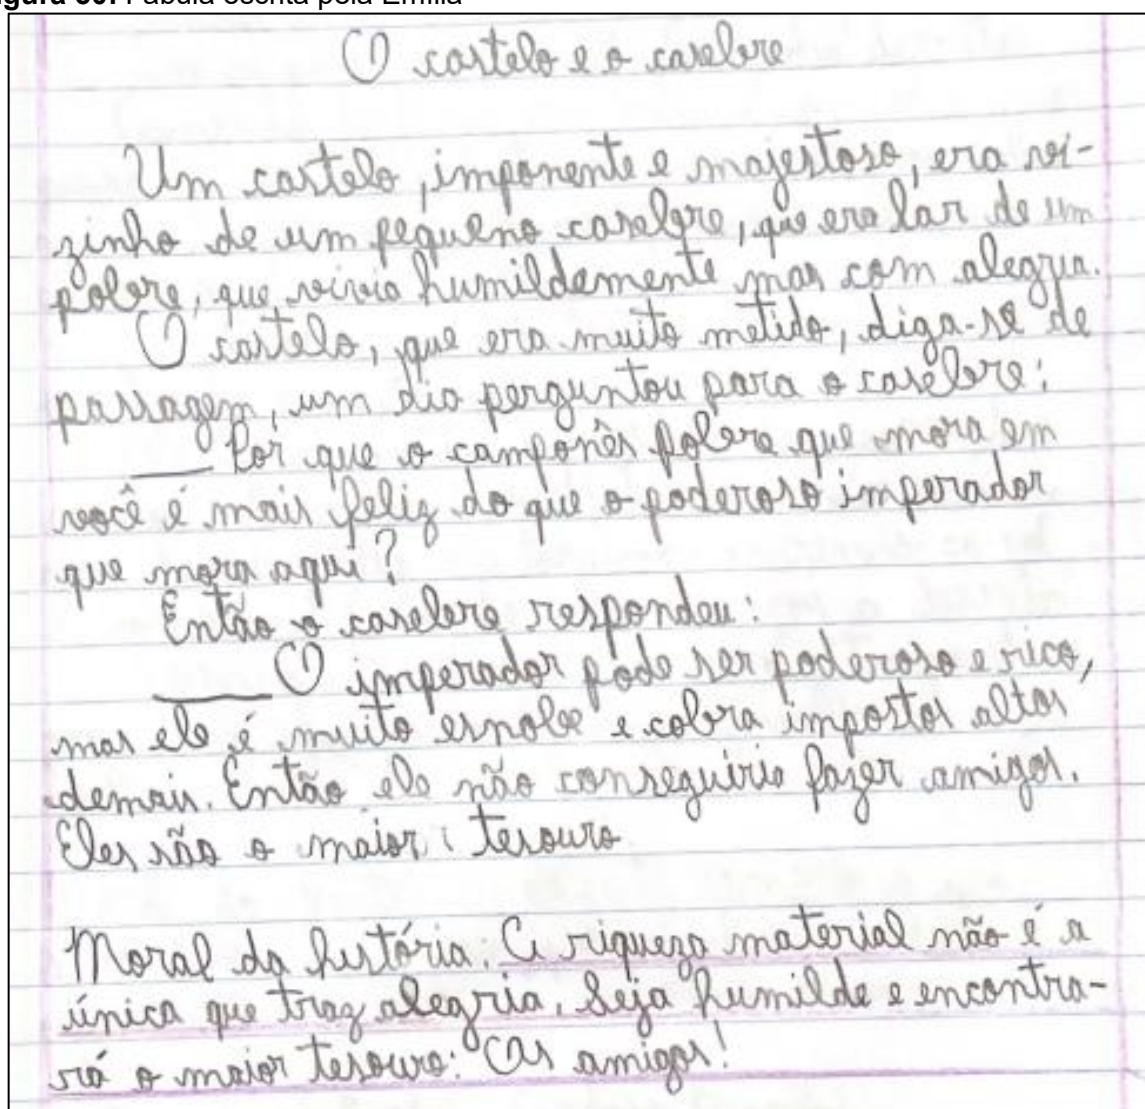 Figura 30: Fábula escrita pela Emília
O castelo e o casebre
Um castelo, imponente e majestoso, era vi-
zinho de um pequeno casebre, que era lar de um
pobre, que vivia humildemente mas com alegria.
O castelo, que era muito metido, diga-se de
passagem, um dia perguntou para o casebre:
— Por que o camponês pobre que mora em
você é mais feliz do que o poderoso imperador
que mora aqui?
Então o casebre respondeu:
— O imperador pode ser poderoso e rico,
mas ele é muito esnobe e cobra impostos altos
demais. Então ele não conseguiria fazer amigos.
Eles são o maior tesouro
Moral da história: A riqueza material não é a
única que traz alegria. Seja humilde e encontra-
rá o maior tesouro: Os amigos!